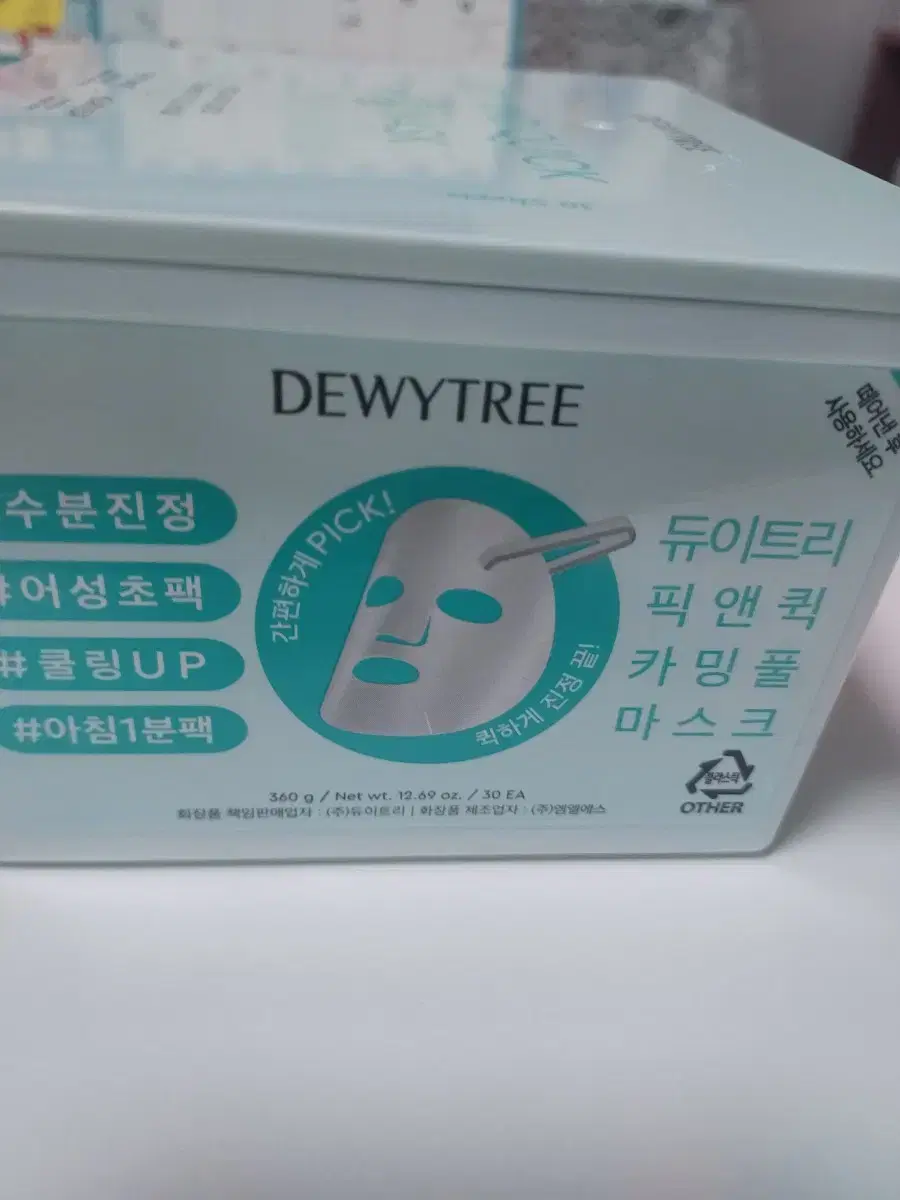 30 Sheets
DEWYTREE
떼어낸 후
사용하세요
수분진정
#어성초팩
#쿨링UP
#아침1분팩
간편하게 PICK!
퀵하게 진정 끝!
듀이트리
픽앤퀵
카밍풀
마스크
플라스틱
OTHER
360 g / Net wt. 12.69 oz. / 30 EA
화장품 책임판매업자 : (주)듀이트리 | 화장품 제조업자 : (주)엠엘에스